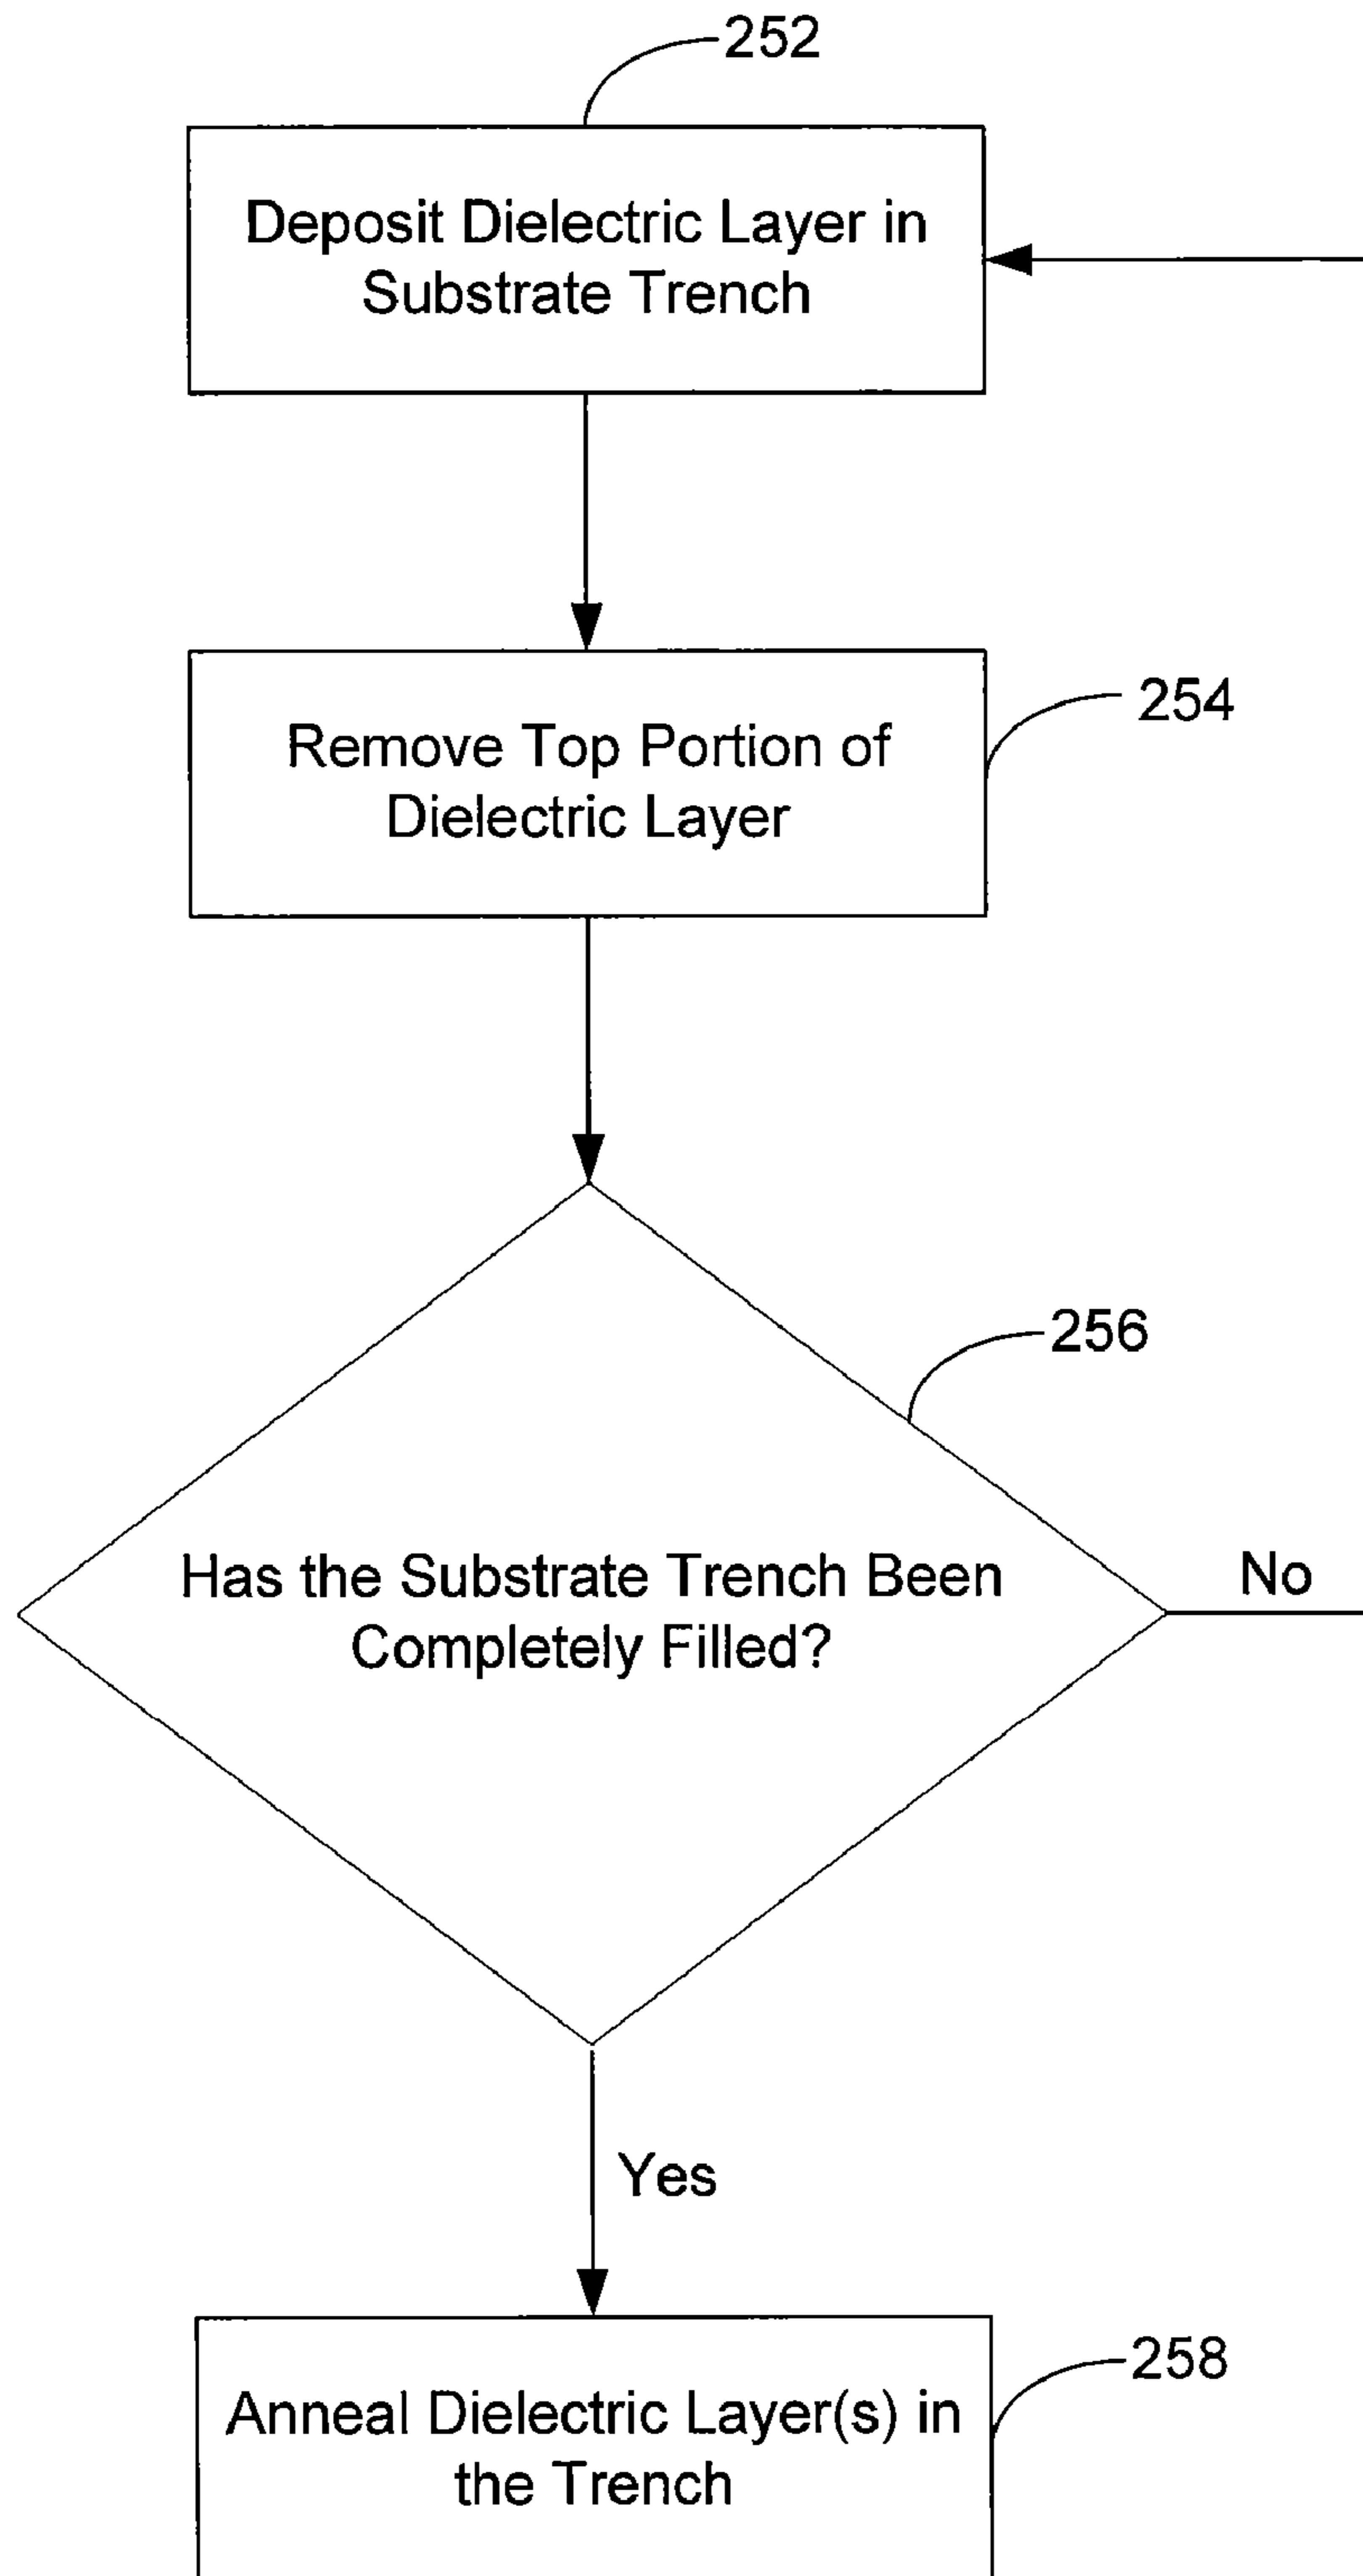 252
Deposit Dielectric Layer in
Substrate Trench
254
Remove Top Portion of
Dielectric Layer
256
Has the Substrate Trench Been
Completely Filled?
No
Yes
258
Anneal Dielectric Layer(s) in
the Trench